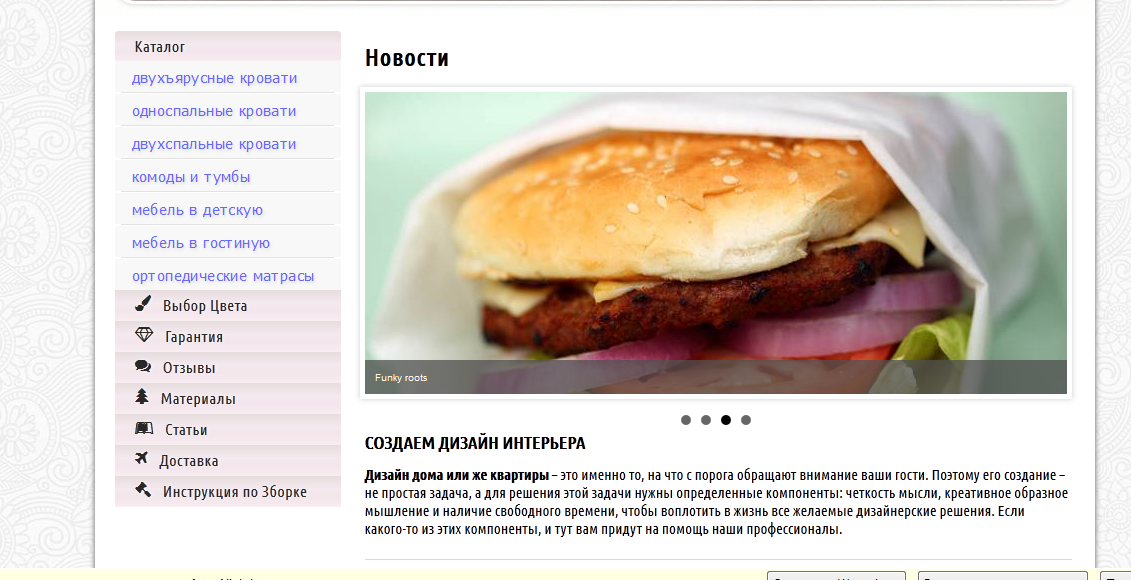 Каталог
двухъярусные кровати
односпальные кровати
двухспальные кровати
комоды и тумбы
мебель в детскую
мебель в гостиную
ортопедические матрасы
Выбор Цвета
Гарантия
Отзывы
Материалы
Статьи
Доставка
Инструкция по Зборке
Новости
Funky roots
СОЗДАЕМ ДИЗАЙН ИНТЕРЬЕРА
Дизайн дома или же квартиры – это именно то, на что с порога обращают внимание ваши гости. Поэтому его создание –
не простая задача, а для решения этой задачи нужны определенные компоненты: четкость мысли, креативное образное
мышление и наличие свободного времени, чтобы воплотить в жизнь все желаемые дизайнерские решения. Если
какого-то из этих компоненты, и тут вам придут на помощь наши профессионалы.